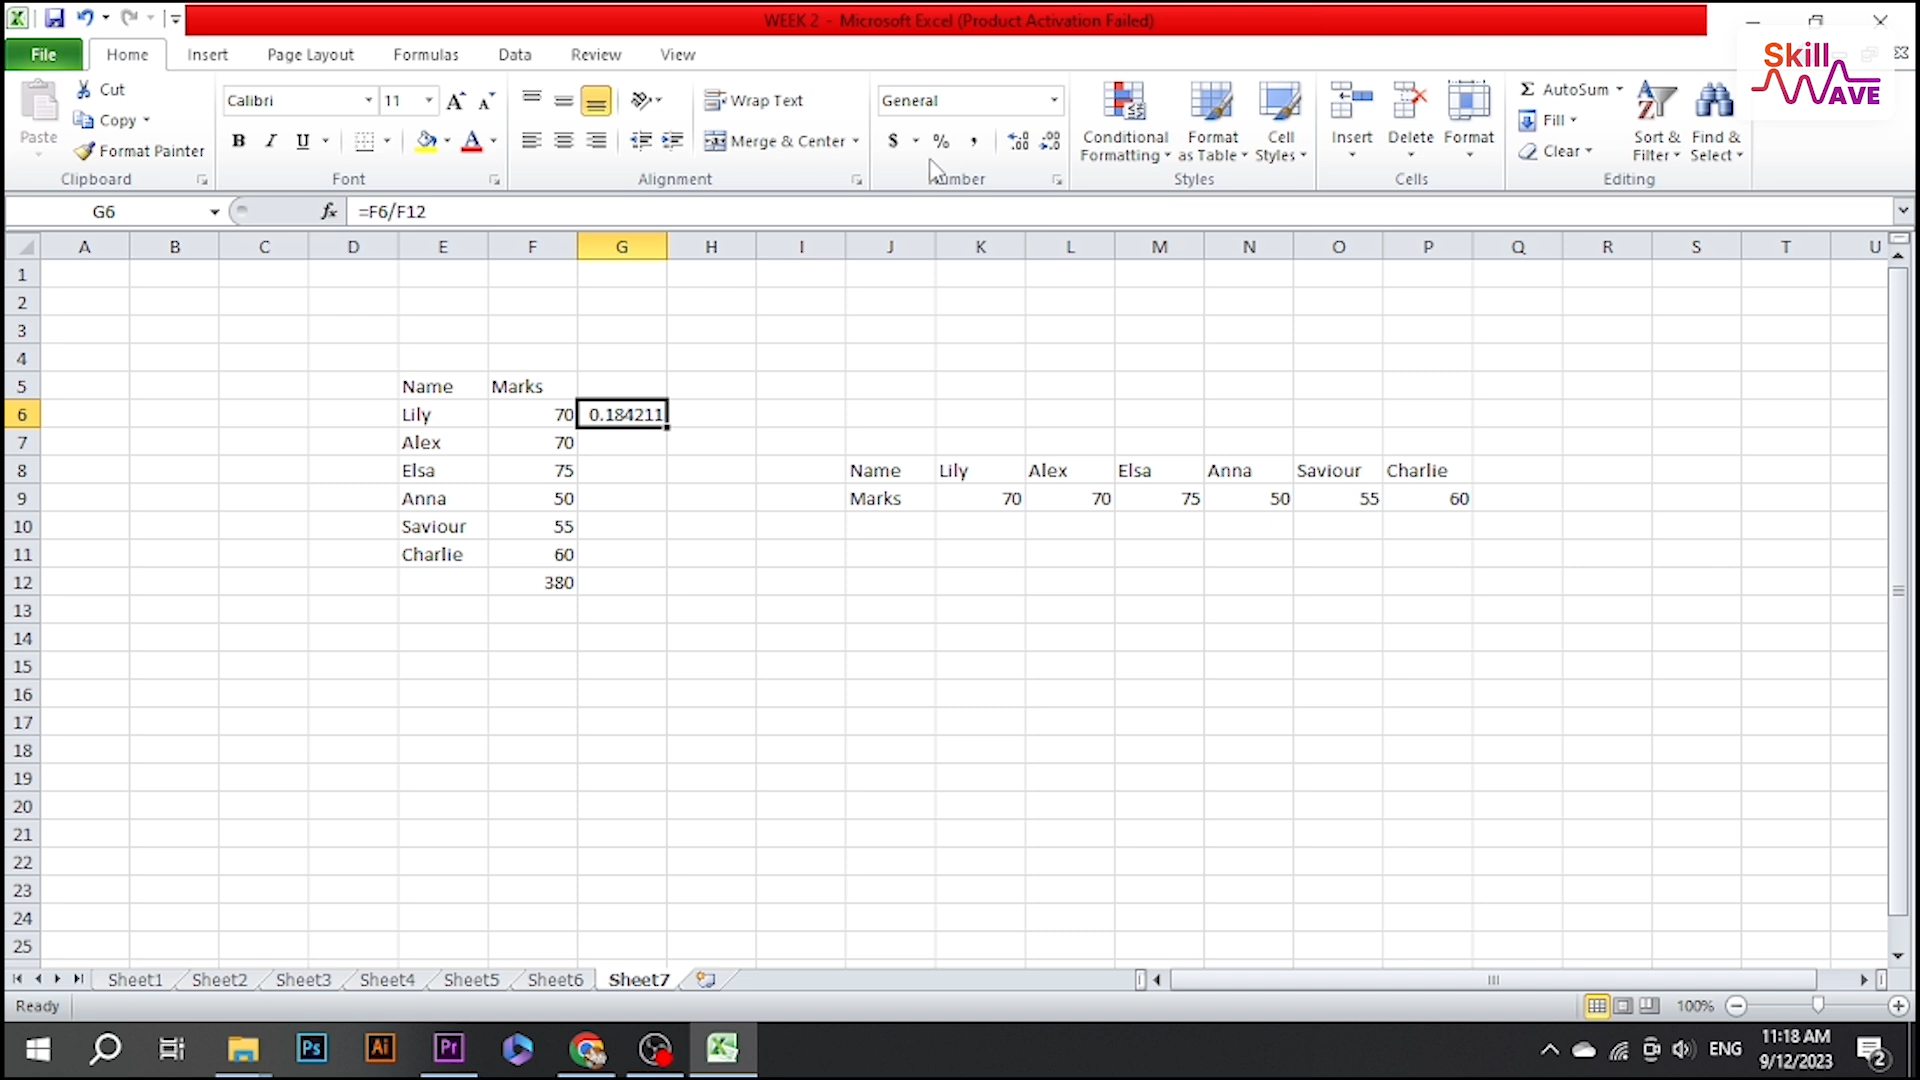 WEEK 2 - Microsoft Excel (Product Activation Failed)
File Home Insert Page Layout Formulas Data Review View
Skill
WAVE
Paste
Cut
Copy
Format Painter
Clipboard
Calibri 11
B I U A
Font
Wrap Text
Merge & Center
Alignment
General
$ % ,
Conditional Formatting
Format as Table
Cell Styles
Styles
Insert Delete Format
Cells
Σ AutoSum
Fill
Clear
Sort & Filter
Find & Select
Editing
G6 fx =F6/F12
A B C D E F G H I J K L M N O P Q R S T U
1
2
3
4
5 Name Marks
6 Lily 70 0.184211
7 Alex 70
8 Elsa 75 Name Lily Alex Elsa Anna Saviour Charlie
9 Anna 50 Marks 70 70 75 50 55 60
10 Saviour 55
11 Charlie 60
12 380
13
14
15
16
17
18
19
20
21
22
23
24
25
Sheet1 Sheet2 Sheet3 Sheet4 Sheet5 Sheet6 Sheet7
Ready 100%
Ps Ai Pr ENG 11:18 AM
9/12/2023 2